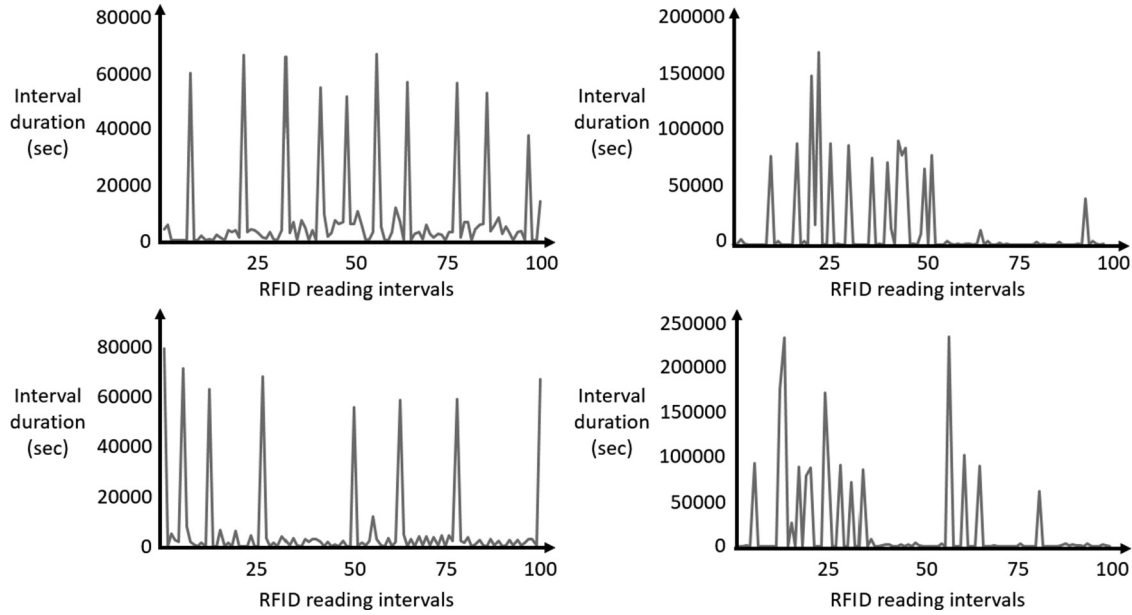 80000
60000
40000
20000
0
Interval
duration
(sec)
25
50
75
100
RFID reading intervals
200000
150000
100000
50000
0
Interval
duration
(sec)
25
50
75
100
RFID reading intervals
80000
60000
40000
20000
0
Interval
duration
(sec)
25
50
75
100
RFID reading intervals
250000
200000
150000
100000
50000
0
Interval
duration
(sec)
25
50
75
100
RFID reading intervals